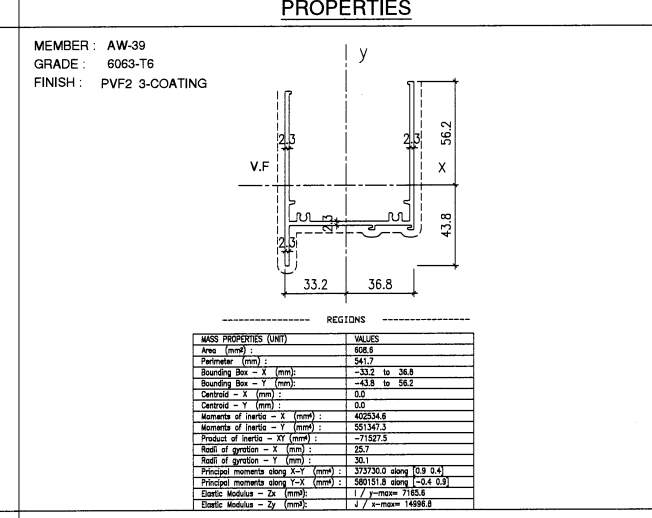 PROPERTIES
MEMBER : AW-39
GRADE : 6063-T6
FINISH : PVF2 3-COATING
y
2.3
2.3
56.2
V.F
X
2.3
43.8
2.3
33.2
36.8
REGIONS
MASS PROPERTIES (UNIT) VALUES
Area (mm²) : 608.6
Perimeter (mm) : 541.7
Bounding Box - X (mm): -33.2 to 36.8
Bounding Box - Y (mm): -43.8 to 56.2
Centroid - X (mm) : 0.0
Centroid - Y (mm) : 0.0
Moments of inertia - X (mm⁴) : 402534.6
Moments of inertia - Y (mm⁴) : 551347.3
Product of inertia - XY (mm⁴) : -71527.5
Radii of gyration - X (mm) : 25.7
Radii of gyration - Y (mm) : 30.1
Principal moments along X-Y (mm⁴) : 373730.0 along [0.9 0.4]
Principal moments along Y-X (mm⁴) : 580151.8 along [-0.4 0.9]
Elastic Modulus - Zx (mm³): I / y-max= 7165.6
Elastic Modulus - Zy (mm³): J / x-max= 14996.8